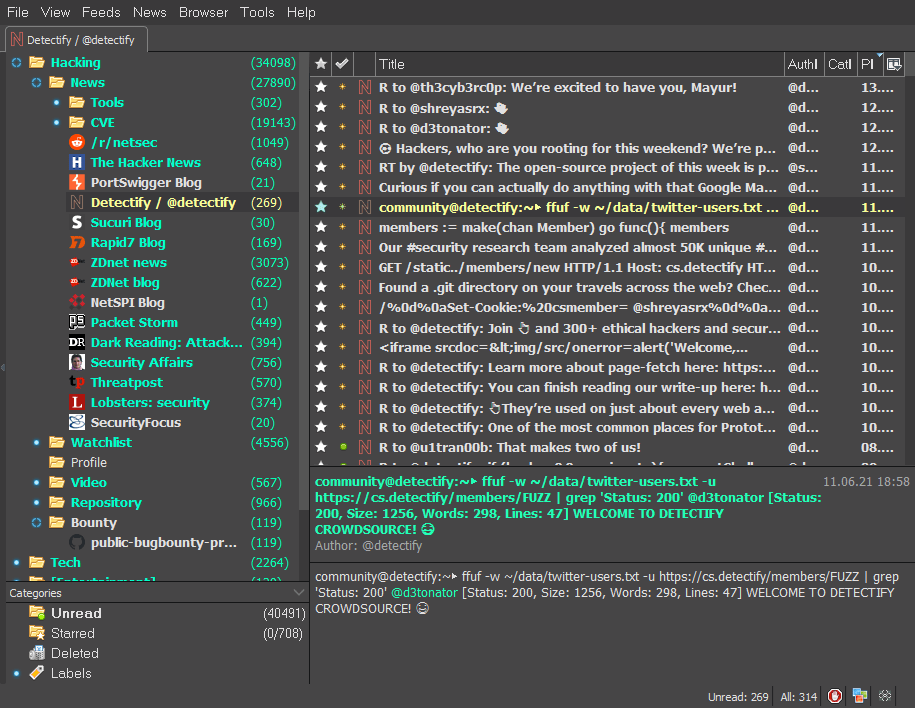 File View Feeds News Browser Tools Help
Detectify / @detectify
Hacking (34098)
News (27890)
Tools (302)
CVE (19143)
/r/netsec (1049)
The Hacker News (648)
PortSwigger Blog (21)
Detectify / @detectify (269)
Sucuri Blog (30)
Rapid7 Blog (169)
ZDnet news (3073)
ZDNet blog (622)
NetSPI Blog (1)
Packet Storm (449)
Dark Reading: Attack... (394)
Security Affairs (756)
Threatpost (570)
Lobsters: security (374)
SecurityFocus (20)
Watchlist (4556)
Profile
Video (567)
Repository (106)
Bounty (119)
public-bugbounty-pr... (119)
Tech (2264)
Categories
Unread (40491)
Starred (0/708)
Deleted
Labels
Title Authl Catl Pl
R to @th3cyb3rc0p: We’re excited to have you, Mayur! @d... 13....
R to @shreyasrx: 👏 @d... 12....
R to @d3tonator: 👏 @d... 12....
⚽ Hackers, who are you rooting for this weekend? We’re p... @d... 12....
RT by @detectify: The open-source project of this week is p... @s... 11....
Curious if you can actually do anything with that Google Ma... @d... 11....
community@detectify:~▸ ffuf -w ~/data/twitter-users.txt ... @d... 11....
members := make(chan Member) go func(){ members @d... 11....
Our #security research team analyzed almost 50K unique #... @d... 11....
GET /static../members/new HTTP/1.1 Host: cs.detectify HT... @d... 10....
Found a .git directory on your travels across the web? Chec... @d... 10....
/%0d%0aSet-Cookie:%20csmember= @shreyasrx%0d%0a... @d... 10....
R to @detectify: Join 👆 and 300+ ethical hackers and secur... @d... 10....
<iframe srcdoc=&lt;img/src/onerror=alert('Welcome,... @d... 10....
R to @detectify: Learn more about page-fetch here: https:... @d... 10....
R to @detectify: You can finish reading our write-up here: h... @d... 10....
R to @detectify: 👆They’re used on just about every web a... @d... 10....
R to @detectify: One of the most common places for Protot... @d... 10....
R to @u1tran00b: That makes two of us! @d... 08....
community@detectify:~▸ ffuf -w ~/data/twitter-users.txt -u 11.06.21 18:58
https://cs.detectify/members/FUZZ | grep 'Status: 200' @d3tonator [Status:
200, Size: 1256, Words: 298, Lines: 47] WELCOME TO DETECTIFY
CROWDSOURCE! 😄
Author: @detectify
community@detectify:~▸ ffuf -w ~/data/twitter-users.txt -u https://cs.detectify/members/FUZZ | grep
'Status: 200' @d3tonator [Status: 200, Size: 1256, Words: 298, Lines: 47] WELCOME TO DETECTIFY
CROWDSOURCE! 😄
Unread: 269 All: 314